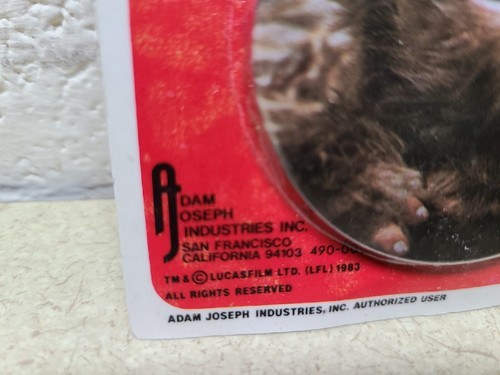 ADAM
JOSEPH
INDUSTRIES INC.
SAN FRANCISCO
CALIFORNIA 94103
TM & © LUCASFILM LTD. (LFL) 1983
ALL RIGHTS RESERVED
ADAM JOSEPH INDUSTRIES, INC. AUTHORIZED USER